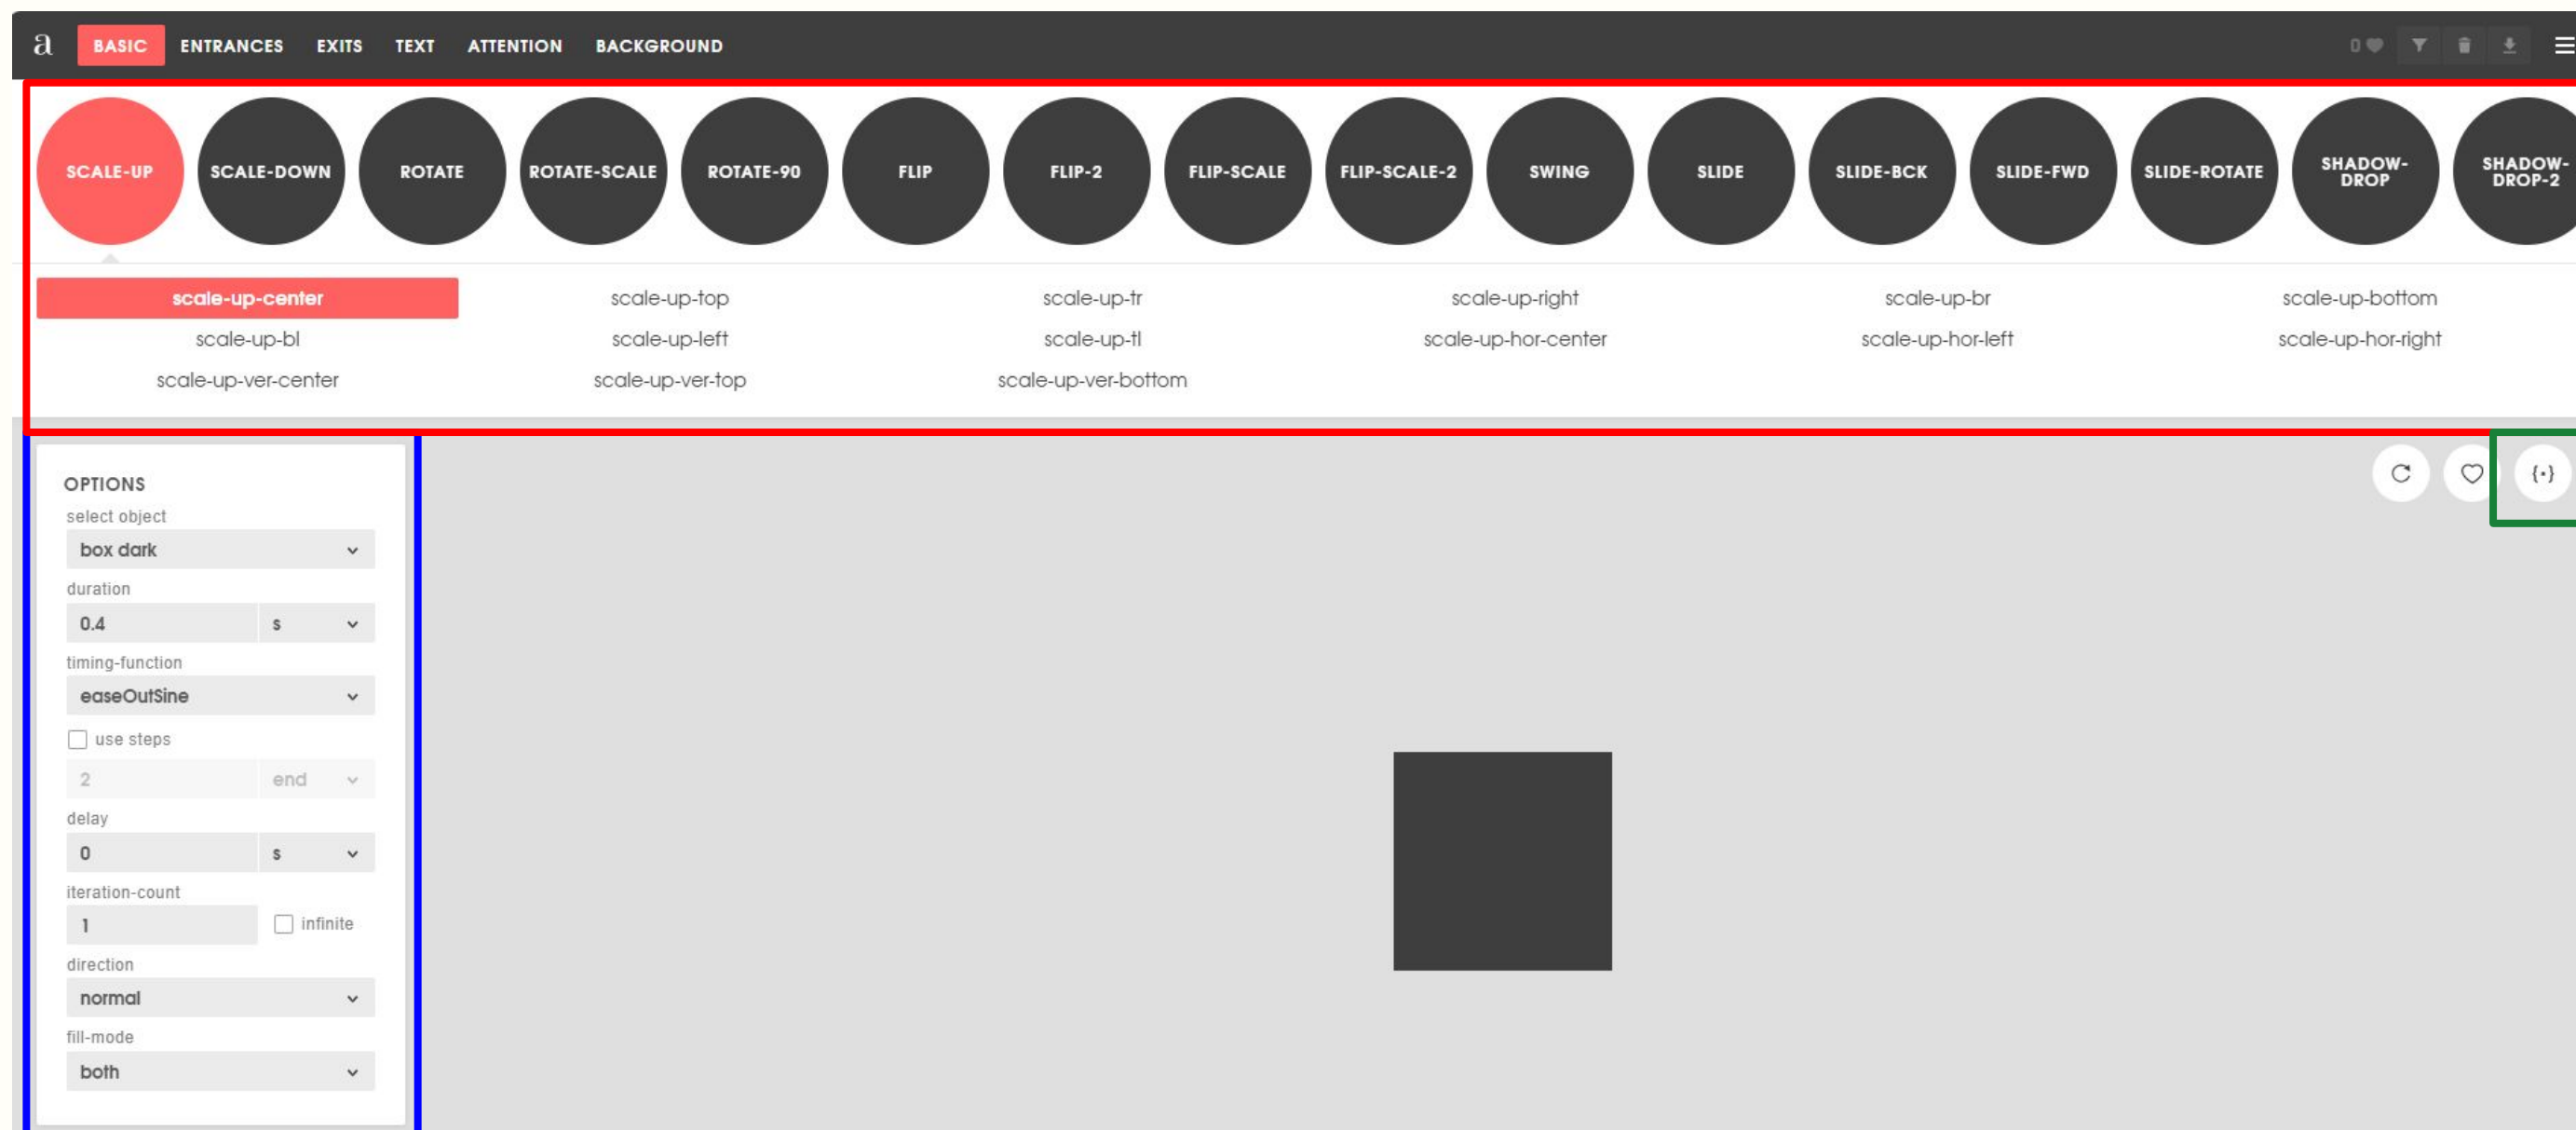 a BASIC ENTRANCES EXITS TEXT ATTENTION BACKGROUND 0
SCALE-UP SCALE-DOWN ROTATE ROTATE-SCALE ROTATE-90 FLIP FLIP-2 FLIP-SCALE FLIP-SCALE-2 SWING SLIDE SLIDE-BCK SLIDE-FWD SLIDE-ROTATE SHADOW-DROP SHADOW-DROP-2
scale-up-center scale-up-top scale-up-tr scale-up-right scale-up-br scale-up-bottom
scale-up-bl scale-up-left scale-up-tl scale-up-hor-center scale-up-hor-left scale-up-hor-right
scale-up-ver-center scale-up-ver-top scale-up-ver-bottom
OPTIONS
select object
box dark
duration
0.4 s
timing-function
easeOutSine
use steps
2 end
delay
0 s
iteration-count
1 infinite
direction
normal
fill-mode
both
{·}